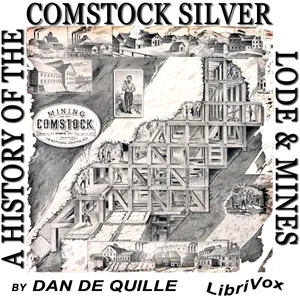 A HISTORY OF THE
COMSTOCK SILVER
LODE & MINES
MINING
COMSTOCK
BY DAN DE QUILLE
LibriVox